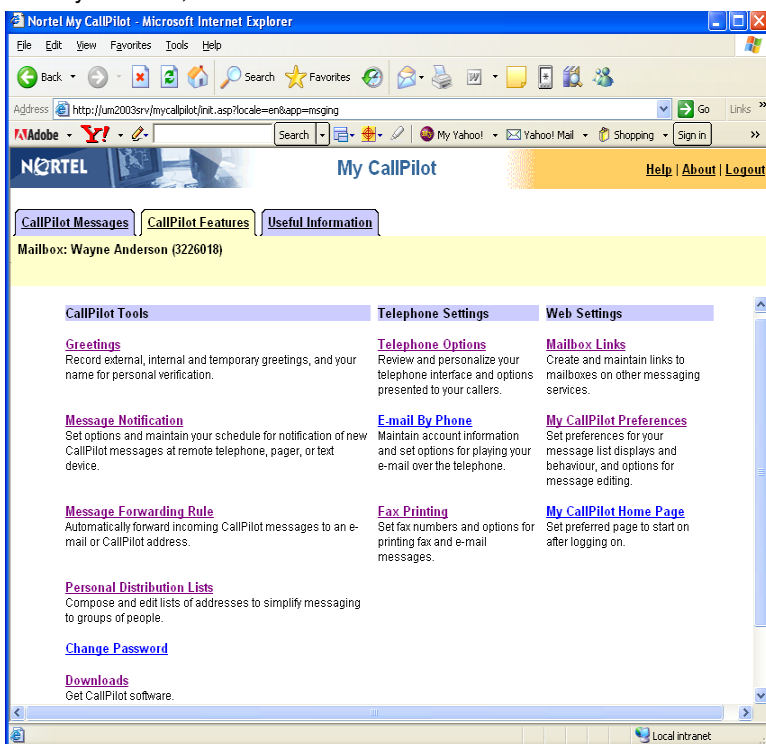 Nortel My CallPilot - Microsoft Internet Explorer
File Edit View Favorites Tools Help
Back Search Favorites
Address http://um2003srv/mycallpilot/init.asp?locale=en&app=msging Go Links »
Adobe Y! Search My Yahoo! Yahoo! Mail Shopping Sign in »
NORTEL My CallPilot Help | About | Logout
CallPilot Messages CallPilot Features Useful Information
Mailbox: Wayne Anderson (3226018)
CallPilot Tools
Greetings
Record external, internal and temporary greetings, and your
name for personal verification.
Message Notification
Set options and maintain your schedule for notification of new
CallPilot messages at remote telephone, pager, or text
device.
Message Forwarding Rule
Automatically forward incoming CallPilot messages to an e-
mail or CallPilot address.
Personal Distribution Lists
Compose and edit lists of addresses to simplify messaging
to groups of people.
Change Password
Downloads
Get CallPilot software.
Telephone Settings
Telephone Options
Review and personalize your
telephone interface and options
presented to your callers.
E-mail By Phone
Maintain account information
and set options for playing your
e-mail over the telephone.
Fax Printing
Set fax numbers and options for
printing fax and e-mail
messages.
Web Settings
Mailbox Links
Create and maintain links to
mailboxes on other messaging
services.
My CallPilot Preferences
Set preferences for your
message list displays and
behaviour, and options for
message editing.
My CallPilot Home Page
Set preferred page to start on
after logging on.
Local intranet